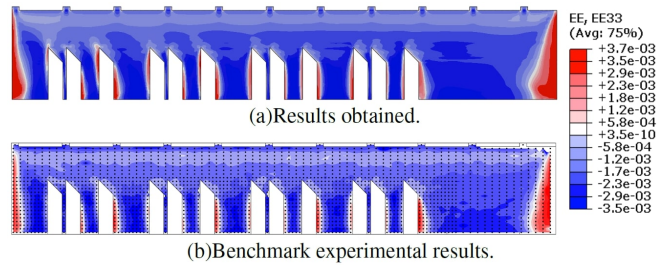 EE, EE33
(Avg: 75%)
+3.7e-03
+3.5e-03
+2.9e-03
+2.3e-03
+1.8e-03
+1.2e-03
+5.8e-04
+3.5e-10
-5.8e-04
-1.2e-03
-1.7e-03
-2.3e-03
-2.9e-03
-3.5e-03
(a)Results obtained.
(b)Benchmark experimental results.